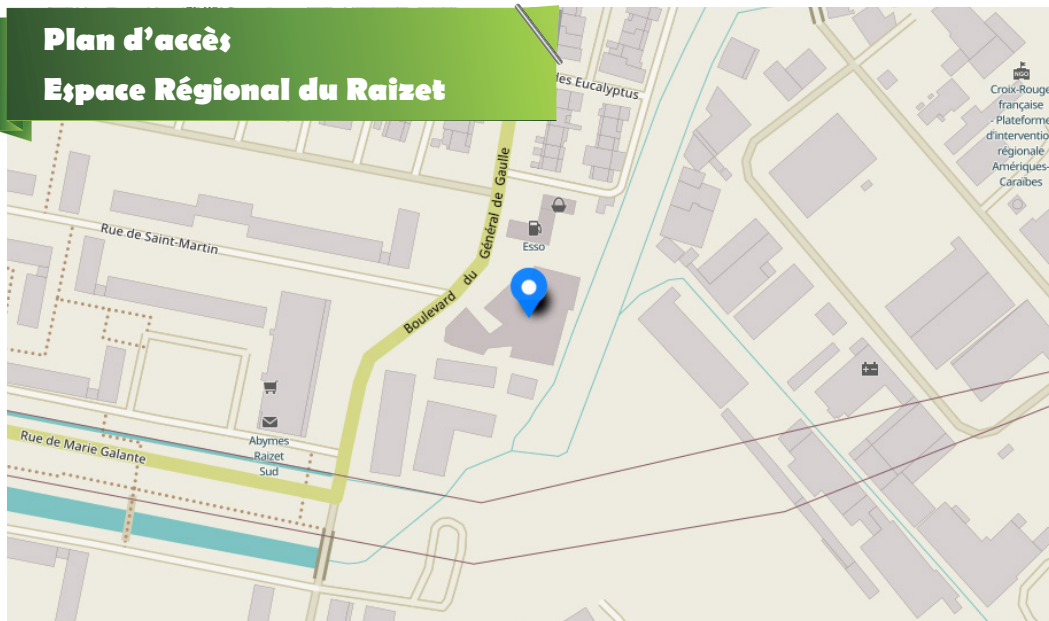 Plan d'accès
Espace Régional du Raizet
des Eucalyptus
NGO
Croix-Rouge
française
- Plateforme
d'intervention
régionale
Amériques-
Caraïbes
Boulevard du Général de Gaulle
Rue de Saint-Martin
Esso
Abymes
Raizet
Sud
Rue de Marie Galante